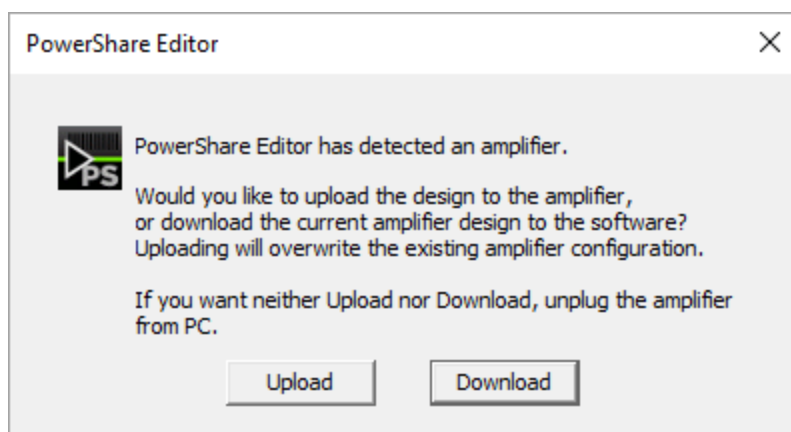 PowerShare Editor
PS
PowerShare Editor has detected an amplifier.
Would you like to upload the design to the amplifier,
or download the current amplifier design to the software?
Uploading will overwrite the existing amplifier configuration.
If you want neither Upload nor Download, unplug the amplifier
from PC.
Upload Download